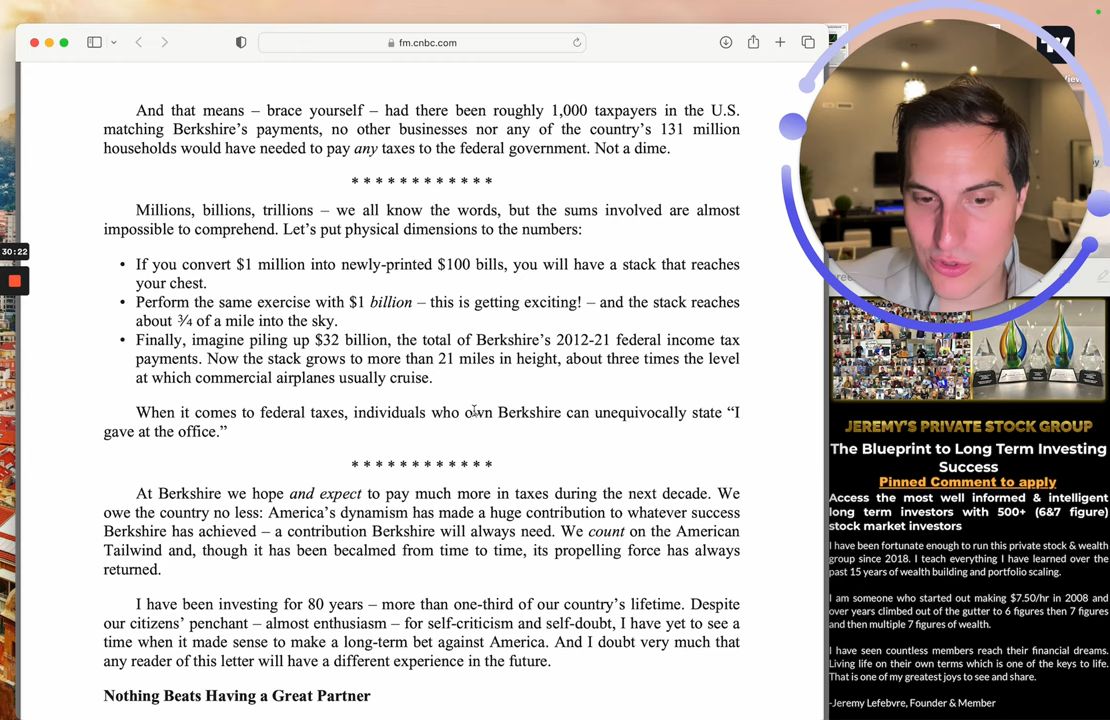 fm.cnbc.com
And that means – brace yourself – had there been roughly 1,000 taxpayers in the U.S.
matching Berkshire's payments, no other businesses nor any of the country's 131 million
households would have needed to pay any taxes to the federal government. Not a dime.
* * * * * * * * * * * *
Millions, billions, trillions – we all know the words, but the sums involved are almost
impossible to comprehend. Let's put physical dimensions to the numbers:
• If you convert $1 million into newly-printed $100 bills, you will have a stack that reaches
your chest.
• Perform the same exercise with $1 billion – this is getting exciting! – and the stack reaches
about ¾ of a mile into the sky.
• Finally, imagine piling up $32 billion, the total of Berkshire's 2012-21 federal income tax
payments. Now the stack grows to more than 21 miles in height, about three times the level
at which commercial airplanes usually cruise.
When it comes to federal taxes, individuals who own Berkshire can unequivocally state “I
gave at the office.”
* * * * * * * * * * * *
At Berkshire we hope and expect to pay much more in taxes during the next decade. We
owe the country no less: America's dynamism has made a huge contribution to whatever success
Berkshire has achieved – a contribution Berkshire will always need. We count on the American
Tailwind and, though it has been becalmed from time to time, its propelling force has always
returned.
I have been investing for 80 years – more than one-third of our country's lifetime. Despite
our citizens' penchant – almost enthusiasm – for self-criticism and self-doubt, I have yet to see a
time when it made sense to make a long-term bet against America. And I doubt very much that
any reader of this letter will have a different experience in the future.
Nothing Beats Having a Great Partner
30:22
JEREMY'S PRIVATE STOCK GROUP
The Blueprint to Long Term Investing
Success
Pinned Comment to apply
Access the most well informed & intelligent
long term investors with 500+ (6&7 figure)
stock market investors
I have been fortunate enough to run this private stock & wealth
group since 2018. I teach everything I have learned over the
past 15 years of wealth building and portfolio scaling.
I am someone who started out making $7.50/hr in 2008 and
over years climbed out of the gutter to 6 figures then 7 figures
and then multiple 7 figures of wealth.
I have seen countless members reach their financial dreams.
Living life on their own terms which is one of the keys to life.
That is one of my greatest joys to see and share.
-Jeremy Lefebvre, Founder & Member